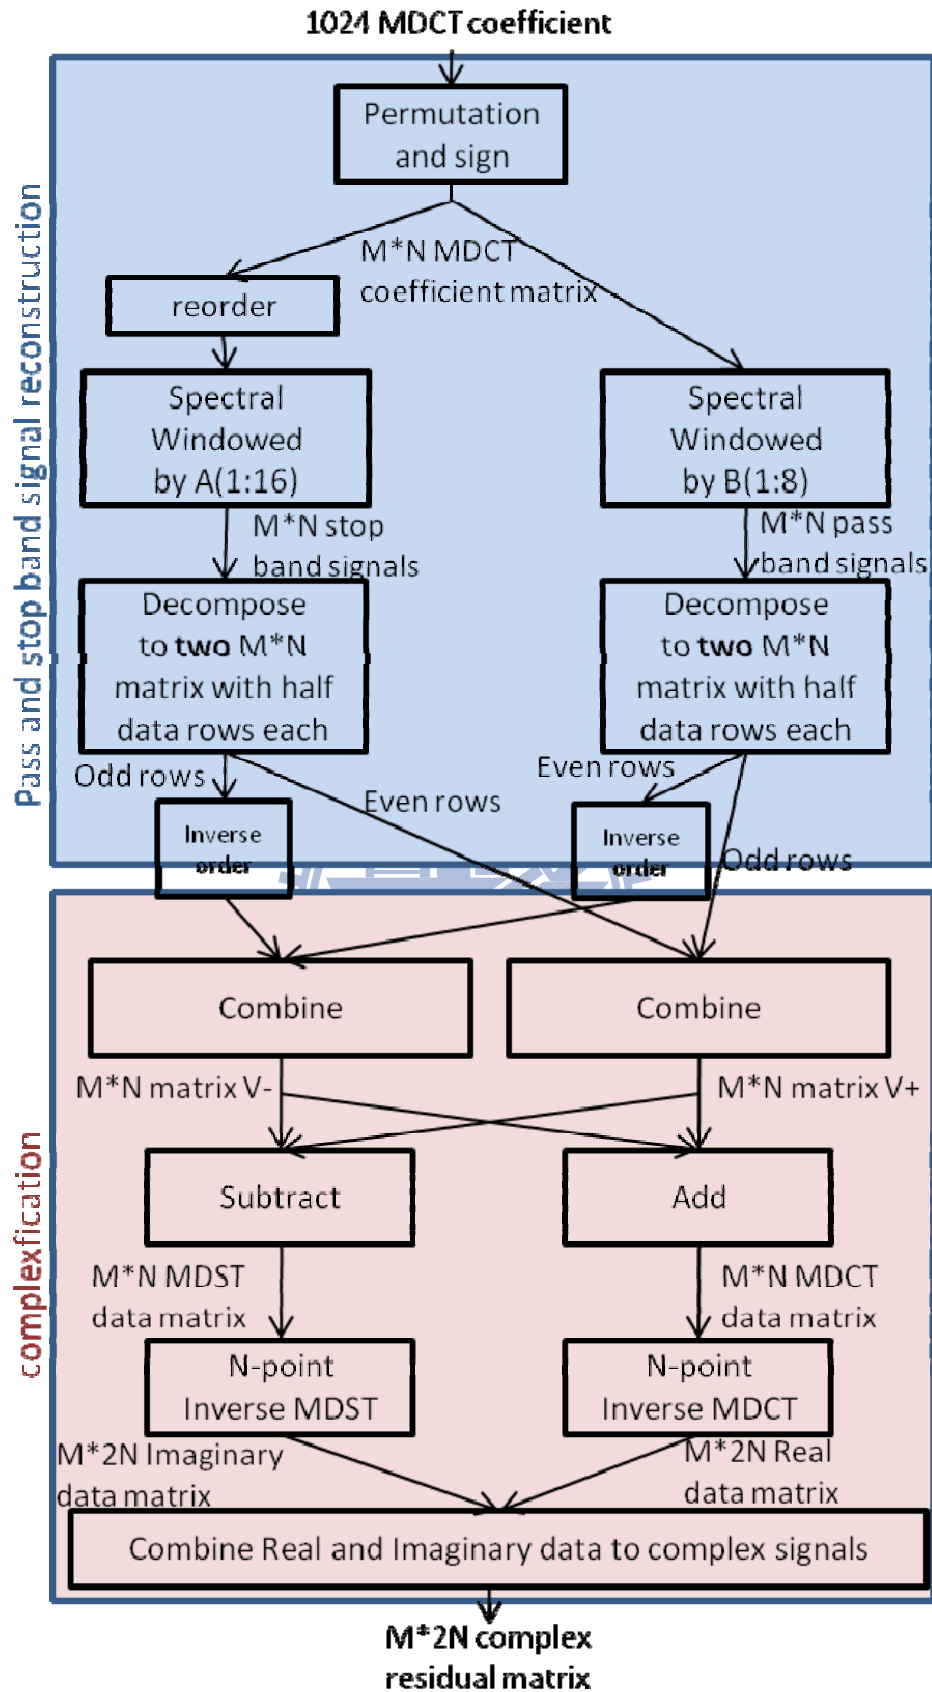 1024 MDCT coefficient
Pass and stop band signal reconstruction
Permutation
and sign
M*N MDCT
coefficient matrix
reorder
Spectral
Windowed
by A(1:16)
Spectral
Windowed
by B(1:8)
M*N stop
band signals
M*N pass
band signals
Decompose
to two M*N
matrix with half
data rows each
Decompose
to two M*N
matrix with half
data rows each
Odd rows
Even rows
Even rows
Odd rows
Inverse
order
Inverse
order
complexfication
Combine
Combine
M*N matrix V-
M*N matrix V+
Subtract
Add
M*N MDST
data matrix
M*N MDCT
data matrix
N-point
Inverse MDST
N-point
Inverse MDCT
M*2N Imaginary
data matrix
M*2N Real
data matrix
Combine Real and Imaginary data to complex signals
M*2N complex
residual matrix